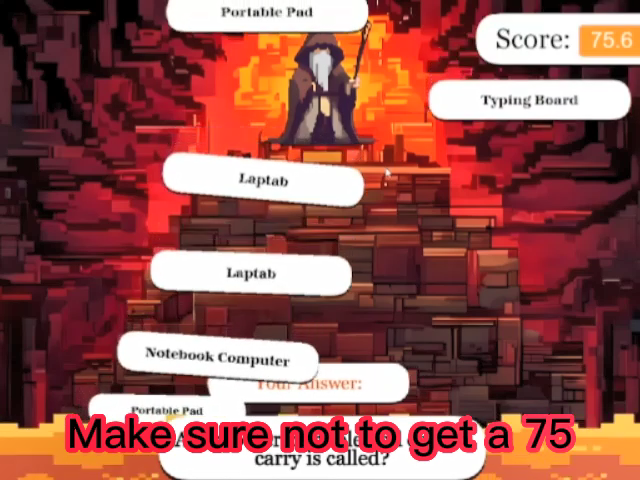 Portable Pad
Score: 75.6
Typing Board
Laptab
Laptab
Notebook Computer
Your Answer:
Portable Pad
Make sure not to get a 75
carry is called?